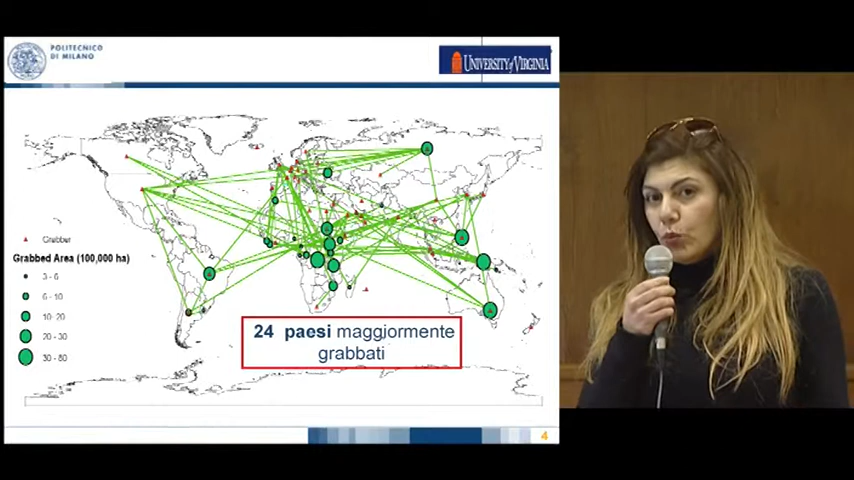 POLITECNICO
DI MILANO
UNIVERSITY of VIRGINIA
Grabber
Grabbed Area (100,000 ha)
3 - 6
6 - 10
10 - 20
20 - 30
30 - 80
24 paesi maggiormente
grabbati
4